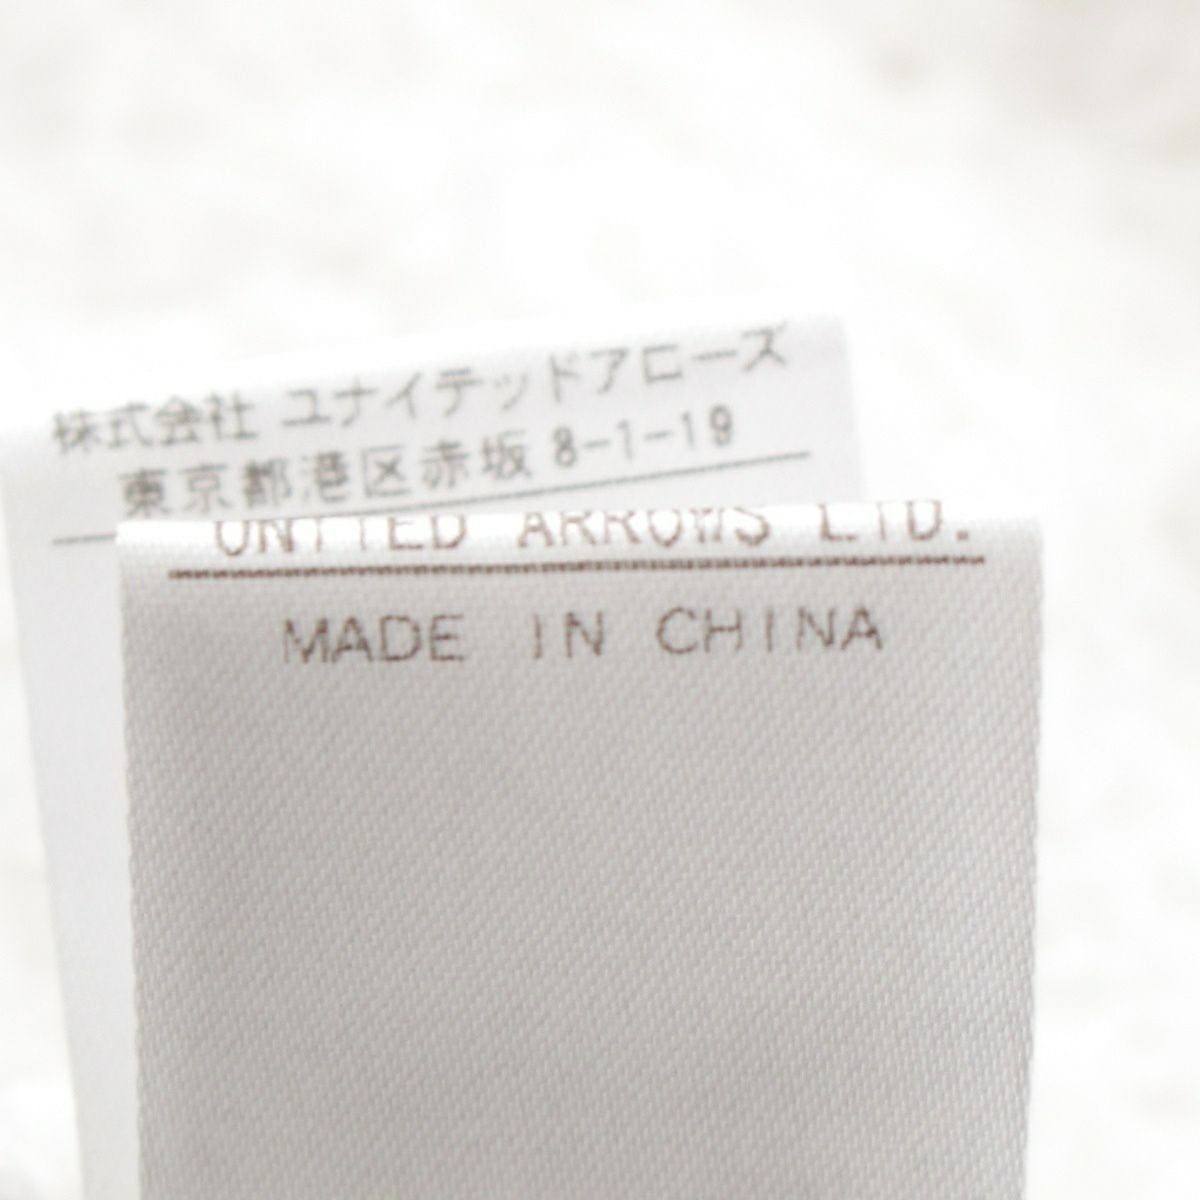 株式会社 ユナイテッドアローズ
東京都港区赤坂 8-1-19
UNITED ARROWS LTD.
MADE IN CHINA